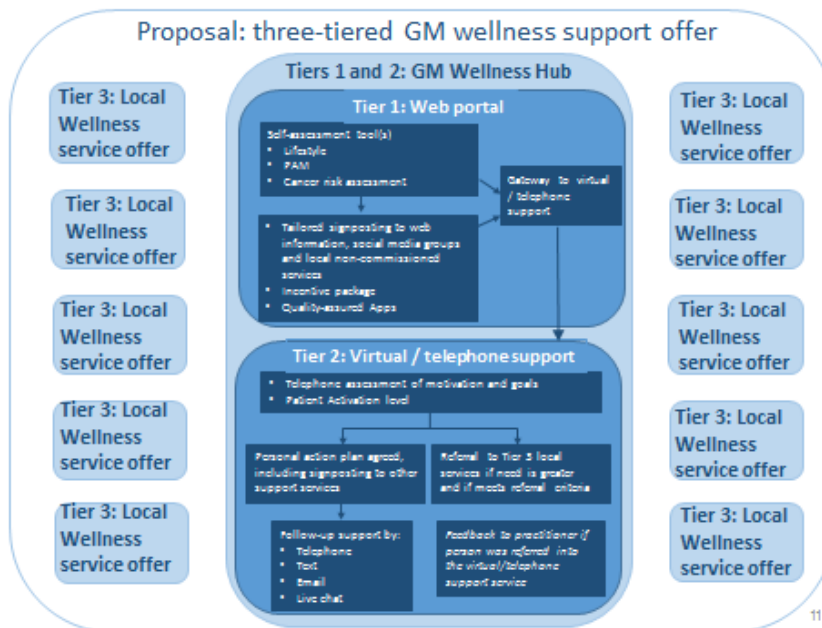 Proposal: three-tiered GM wellness support offer
Tiers 1 and 2: GM Wellness Hub
Tier 3: Local
Wellness
service offer
Tier 3: Local
Wellness
service offer
Tier 3: Local
Wellness
service offer
Tier 3: Local
Wellness
service offer
Tier 3: Local
Wellness
service offer
Tier 1: Web portal
Self-assessment tool(s)
• Lifestyle
• PAM
• Cancer risk assessment
Gateway to virtual
/ telephone
support
• Tailored signposting to web
information, social media groups
and local non-commissioned
services
• Incentive package
• Quality-assured Apps
Tier 2: Virtual / telephone support
• Telephone assessment of motivation and goals
• Patient Activation level
Personal action plan agreed,
including signposting to other
support services
Referral to Tier 3 local
services if need is greater
and if meets referral criteria
Follow-up support by:
• Telephone
• Text
• Email
• Live chat
Feedback to practitioner if
person was referred into
the virtual/telephone
support service
Tier 3: Local
Wellness
service offer
Tier 3: Local
Wellness
service offer
Tier 3: Local
Wellness
service offer
Tier 3: Local
Wellness
service offer
Tier 3: Local
Wellness
service offer
11